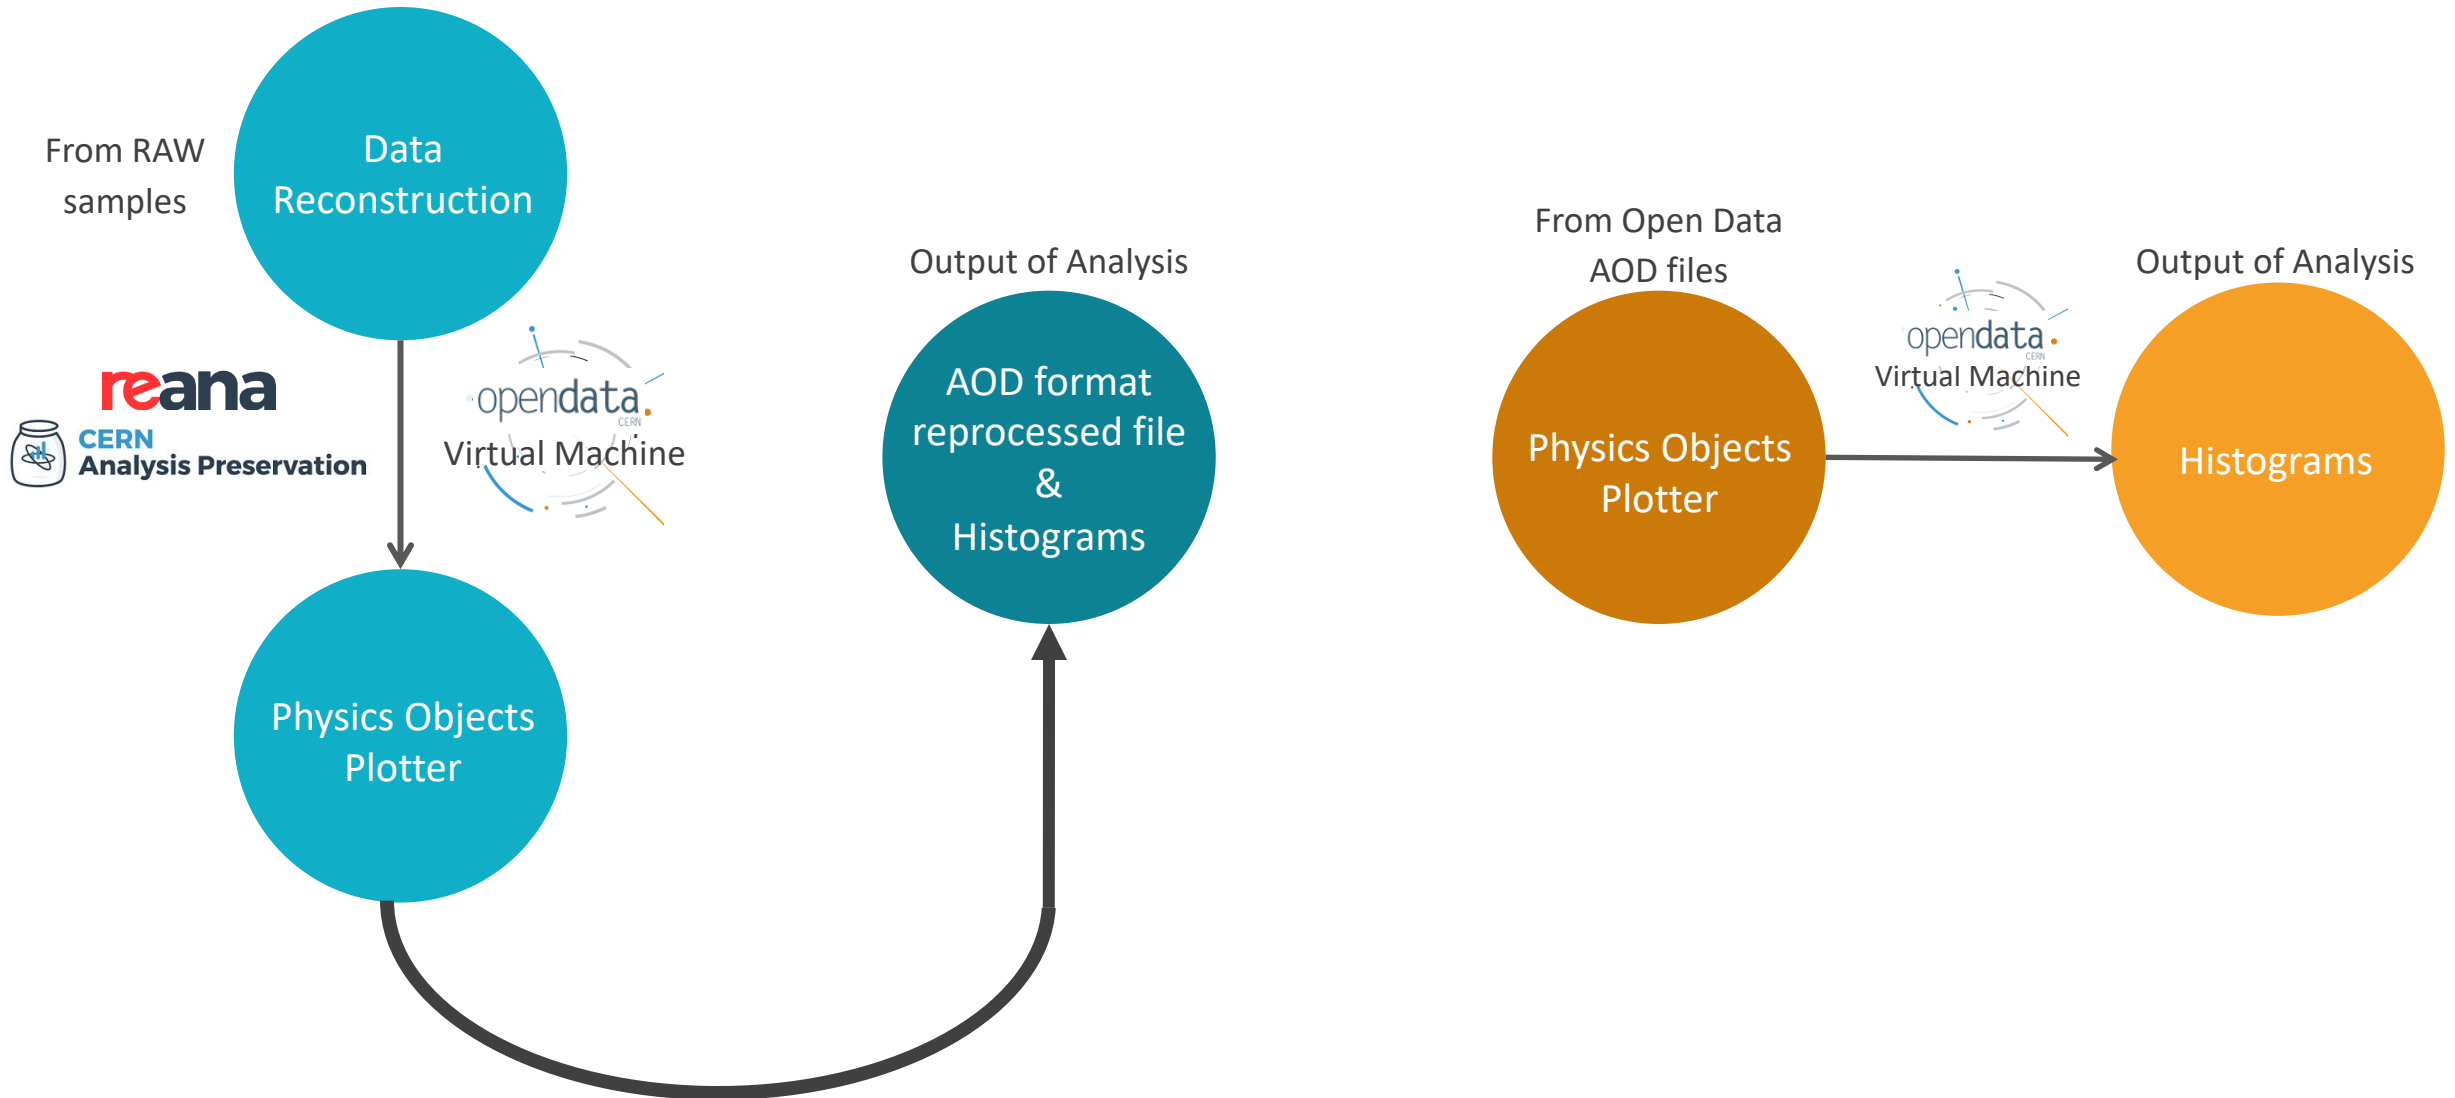 From RAW
samples
Data
Reconstruction
reana
CERN
Analysis Preservation
opendata
CERN
Virtual Machine
Physics Objects
Plotter
Output of Analysis
AOD format
reprocessed file
&
Histograms
From Open Data
AOD files
Physics Objects
Plotter
opendata
CERN
Virtual Machine
Output of Analysis
Histograms